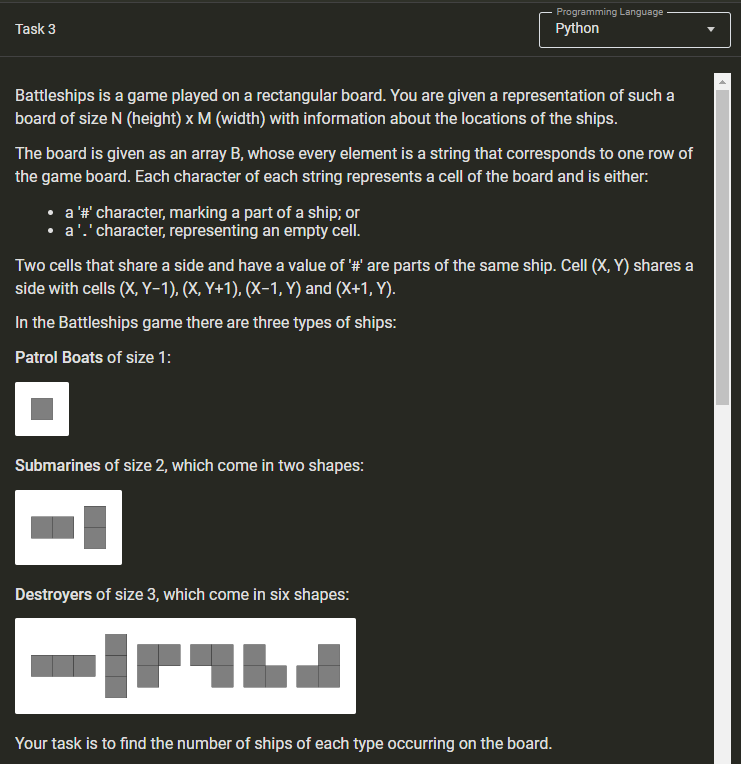 Task 3
Programming Language
Python
Battleships is a game played on a rectangular board. You are given a representation of such a
board of size N (height) x M (width) with information about the locations of the ships.
The board is given as an array B, whose every element is a string that corresponds to one row of
the game board. Each character of each string represents a cell of the board and is either:
• a '#' character, marking a part of a ship; or
• a '.' character, representing an empty cell.
Two cells that share a side and have a value of '#' are parts of the same ship. Cell (X, Y) shares a
side with cells (X, Y−1), (X, Y+1), (X−1, Y) and (X+1, Y).
In the Battleships game there are three types of ships:
Patrol Boats of size 1:
Submarines of size 2, which come in two shapes:
Destroyers of size 3, which come in six shapes:
Your task is to find the number of ships of each type occurring on the board.